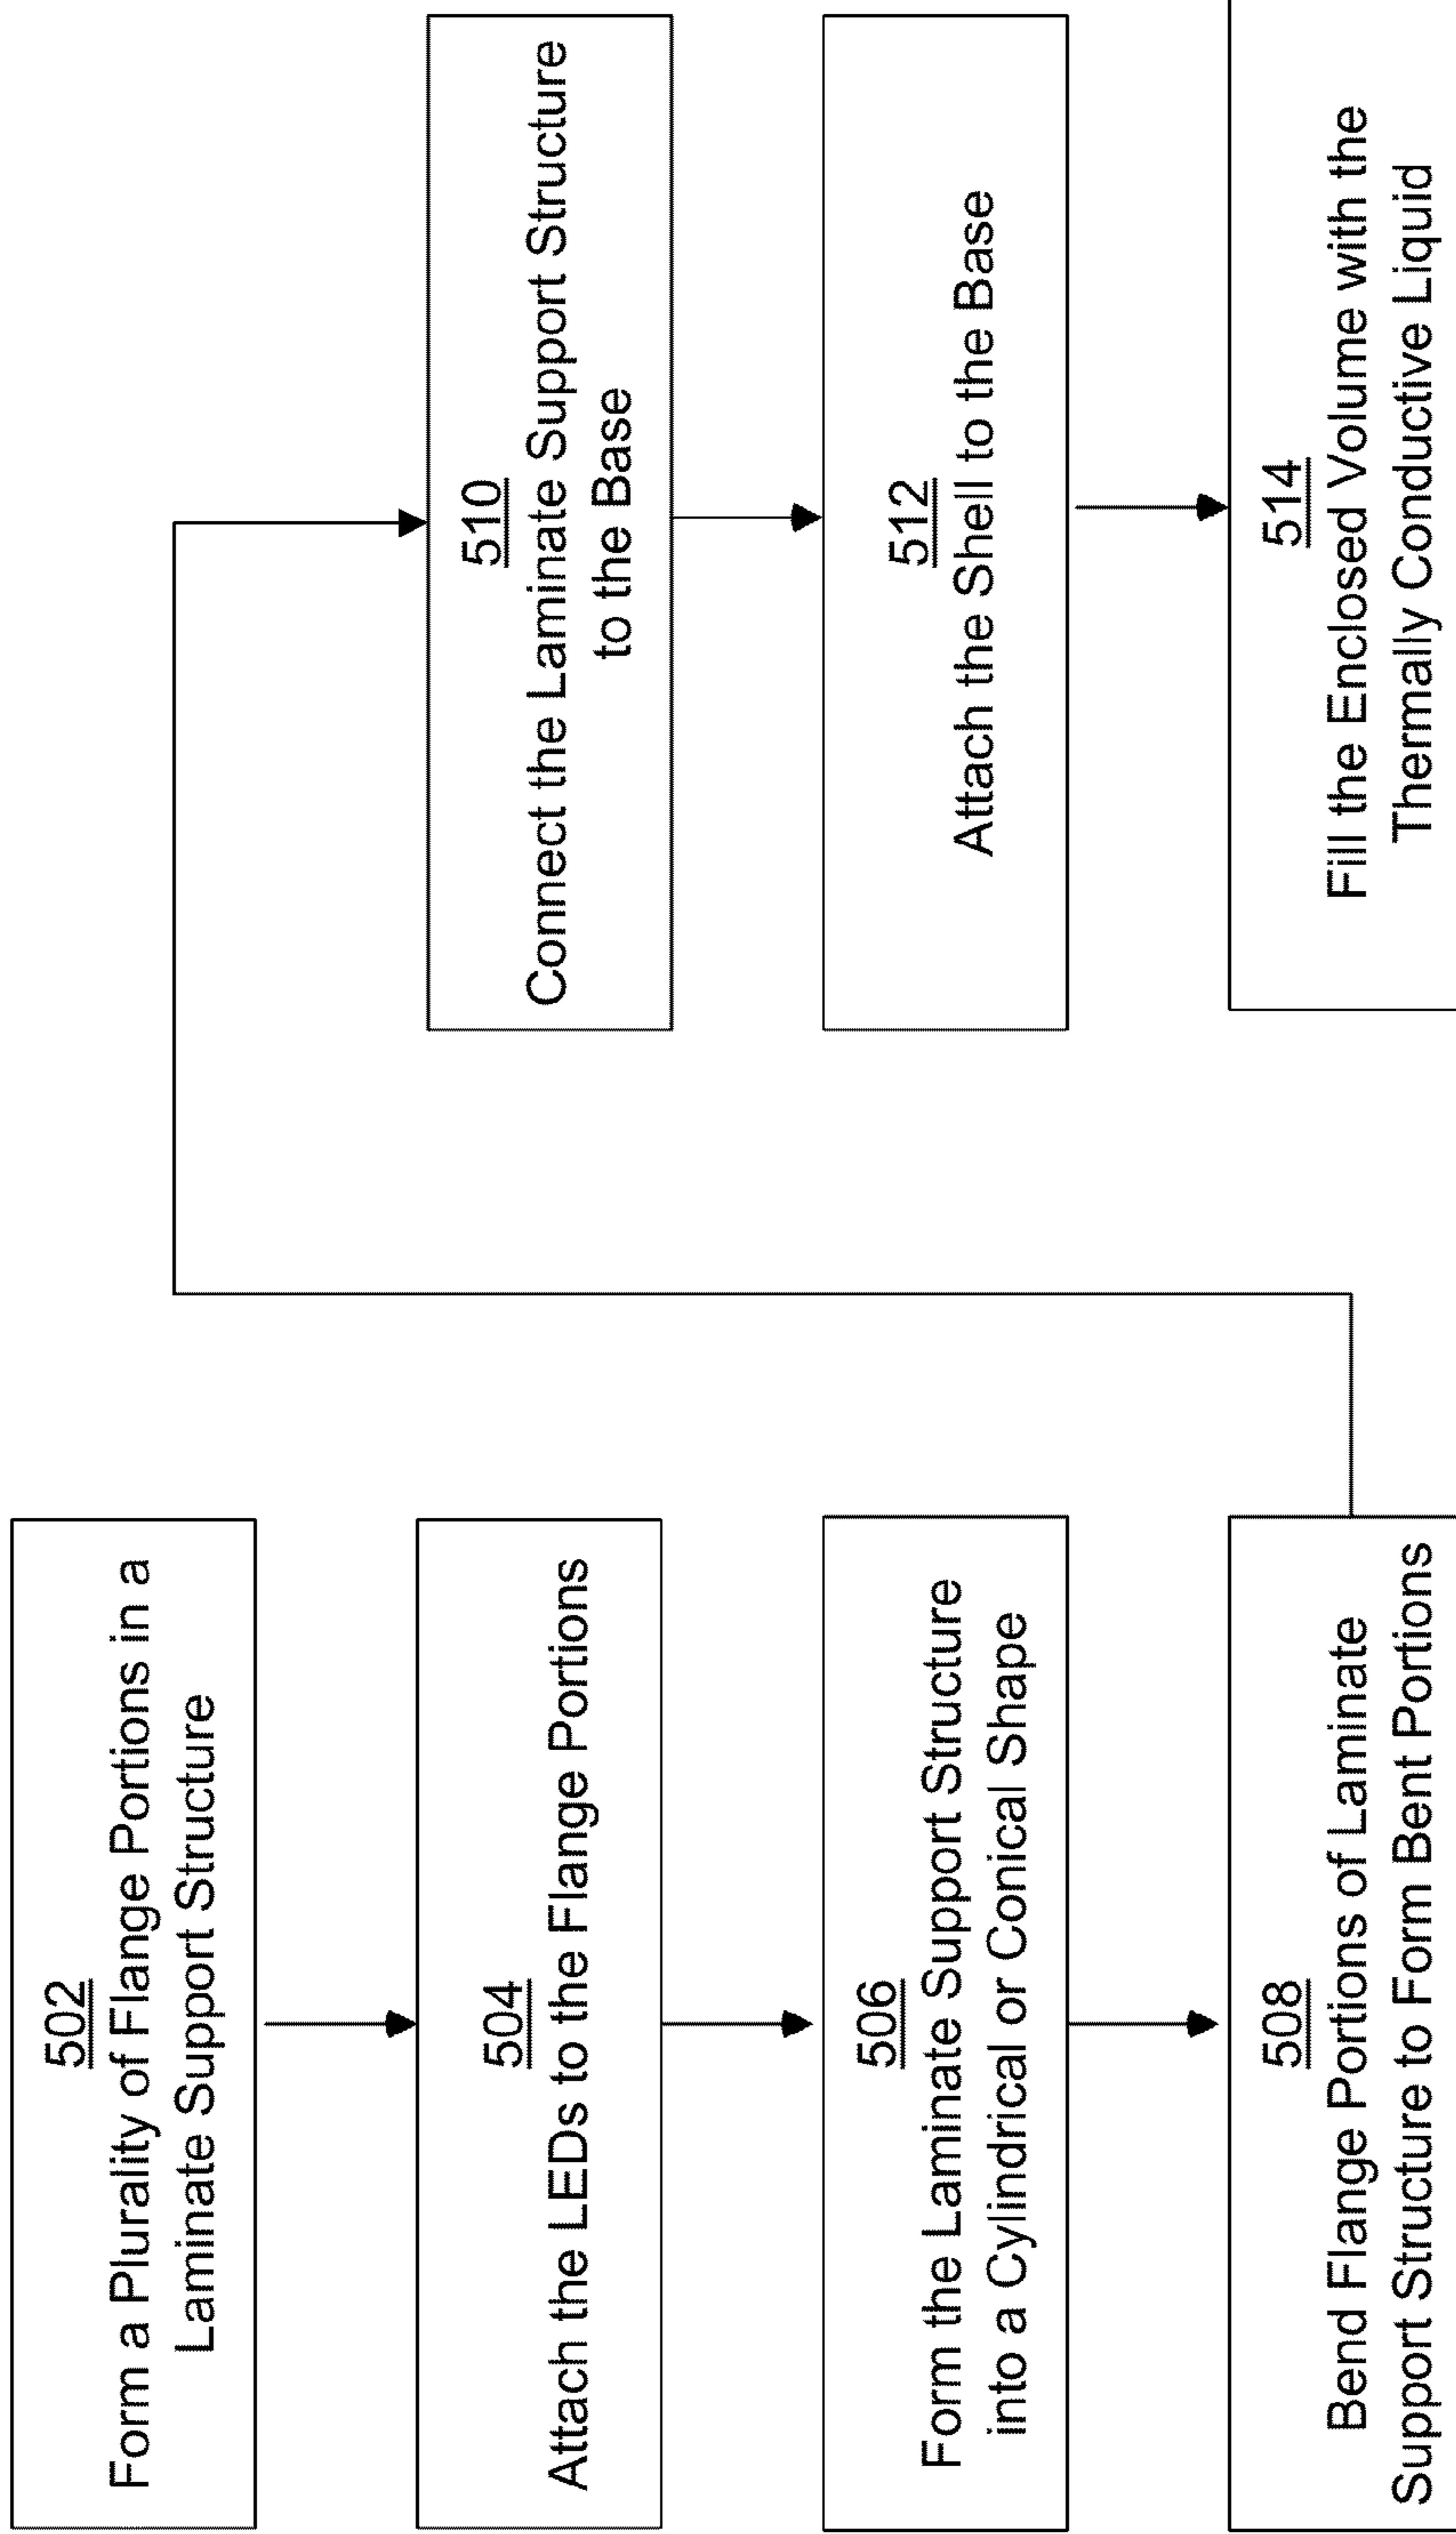 502
Form a Plurality of Flange Portions in a
Laminate Support Structure
504
Attach the LEDs to the Flange Portions
506
Form the Laminate Support Structure
into a Cylindrical or Conical Shape
508
Bend Flange Portions of Laminate
Support Structure to Form Bent Portions
510
Connect the Laminate Support Structure
to the Base
512
Attach the Shell to the Base
514
Fill the Enclosed Volume with the
Thermally Conductive Liquid